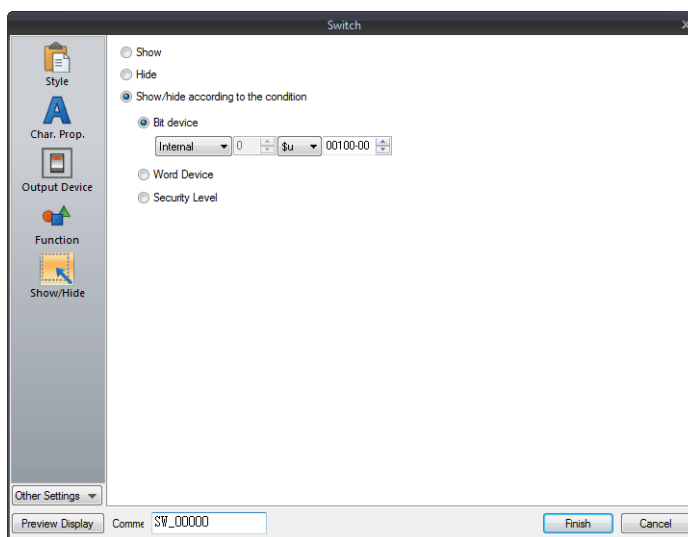 Switch
Style
Char. Prop.
Output Device
Function
Show/Hide
Show
Hide
Show/hide according to the condition
Bit device
Internal 0 $u 00100-00
Word Device
Security Level
Other Settings
Preview Display Comme SW_00000 Finish Cancel